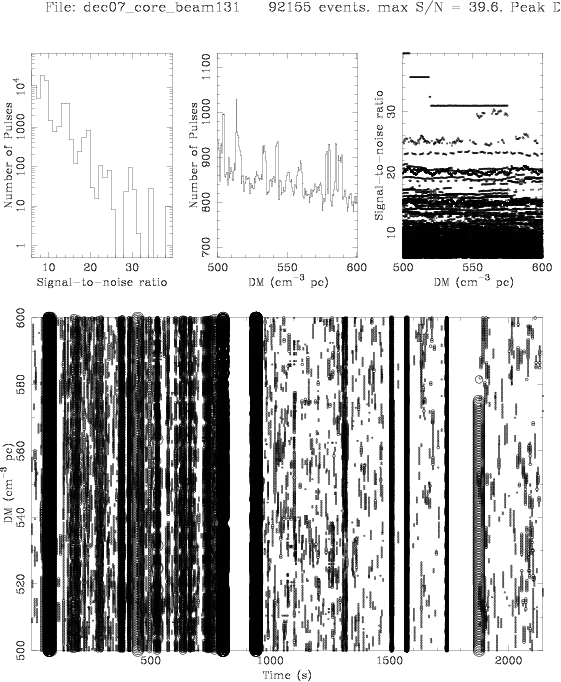 File: dec07_core_beam131 92155 events. max S/N = 39.6. Peak D
Number of Pulses
10⁴
1000
100
10
1
10 20 30
Signal−to−noise ratio
Number of Pulses
1100
1000
900
800
700
500 550 600
DM (cm⁻³ pc)
Signal−to−noise ratio
30
20
10
500 550 600
DM (cm⁻³ pc)
DM (cm⁻³ pc)
600
580
560
540
520
500
500 1000 1500 2000
Time (s)